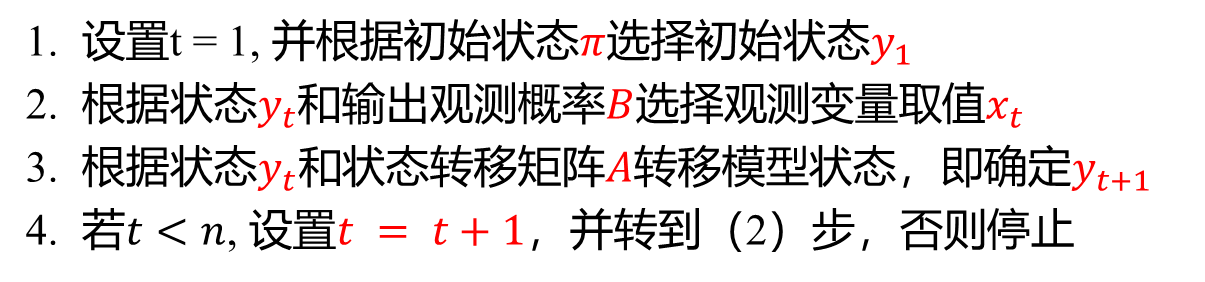 1. 设置t = 1, 并根据初始状态π选择初始状态y₁
2. 根据状态yₜ和输出观测概率B选择观测变量取值xₜ
3. 根据状态yₜ和状态转移矩阵A转移模型状态，即确定yₜ₊₁
4. 若t < n, 设置t = t + 1，并转到（2）步，否则停止